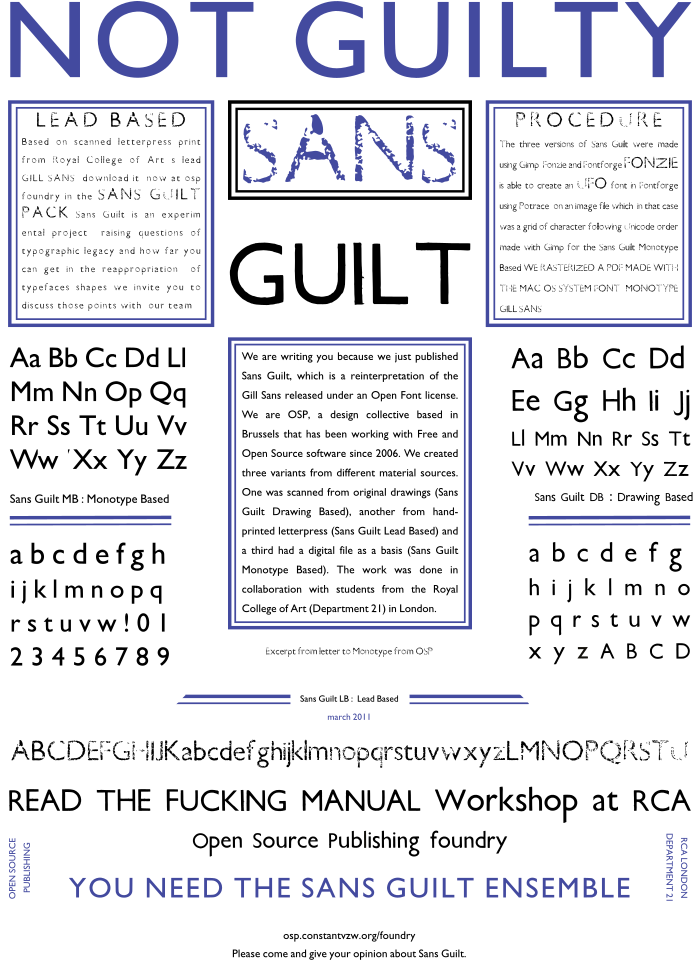 NOT GUILTY
LEAD BASED
Based on scanned letterpress print
from Royal College of Art s lead
GILL SANS download it now at osp
foundry in the SANS GUILT
PACK Sans Guilt is an experim
ental project raising questions of
typographic legacy and how far you
can get in the reappropriation of
typefaces shapes we invite you to
discuss those points with our team
SANS
GUILT
PROCEDURE
The three versions of Sans Guilt were made
using Gimp Fonzie and Fontforge FONZIE
is able to create an UFO font in Fontforge
using Potrace on an image file which in that case
was a grid of character following Unicode order
made with Gimp for the Sans Guilt Monotype
Based WE RASTERIZED A PDF MADE WITH
THE MAC OS SYSTEM FONT MONOTYPE
GILL SANS
Aa Bb Cc Dd Ll
Mm Nn Op Qq
Rr Ss Tt Uu Vv
Ww 'Xx Yy Zz
Sans Guilt MB : Monotype Based
a b c d e f g h
i j k l m n o p q
r s t u v w ! 0 1
2 3 4 5 6 7 8 9
We are writing you because we just published
Sans Guilt, which is a reinterpretation of the
Gill Sans released under an Open Font license.
We are OSP, a design collective based in
Brussels that has been working with Free and
Open Source software since 2006. We created
three variants from different material sources.
One was scanned from original drawings (Sans
Guilt Drawing Based), another from hand-
printed letterpress (Sans Guilt Lead Based) and
a third had a digital file as a basis (Sans Guilt
Monotype Based). The work was done in
collaboration with students from the Royal
College of Art (Department 21) in London.
Excerpt from letter to Monotype from OSP
Aa Bb Cc Dd
Ee Gg Hh Ii Jj
Ll Mm Nn Rr Ss Tt
Vv Ww Xx Yy Zz
Sans Guilt DB : Drawing Based
a b c d e f g
h i j k l m n o
p q r s t u v w
x y z A B C D
Sans Guilt LB : Lead Based
march 2011
ABCDEFGHIJKabcdefghijklmnopqrstuvwxyzLMNOPQRSTU
READ THE FUCKING MANUAL Workshop at RCA
Open Source Publishing foundry
OPEN SOURCE
PUBLISHING
YOU NEED THE SANS GUILT ENSEMBLE
RCA LONDON
DEPARTMENT 21
osp.constantvzw.org/foundry
Please come and give your opinion about Sans Guilt.